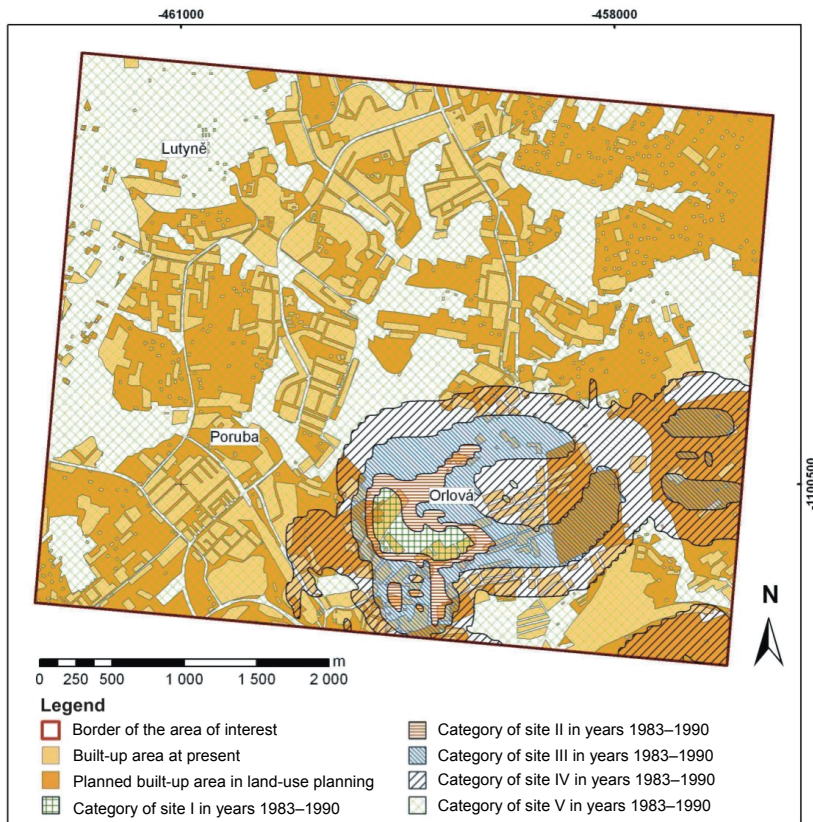 -461000
-458000
Lutyně
Poruba
Orlová
-1100500
N
m
0 250 500 1 000 1 500 2 000
Legend
Border of the area of interest
Built-up area at present
Planned built-up area in land-use planning
Category of site I in years 1983–1990
Category of site II in years 1983–1990
Category of site III in years 1983–1990
Category of site IV in years 1983–1990
Category of site V in years 1983–1990